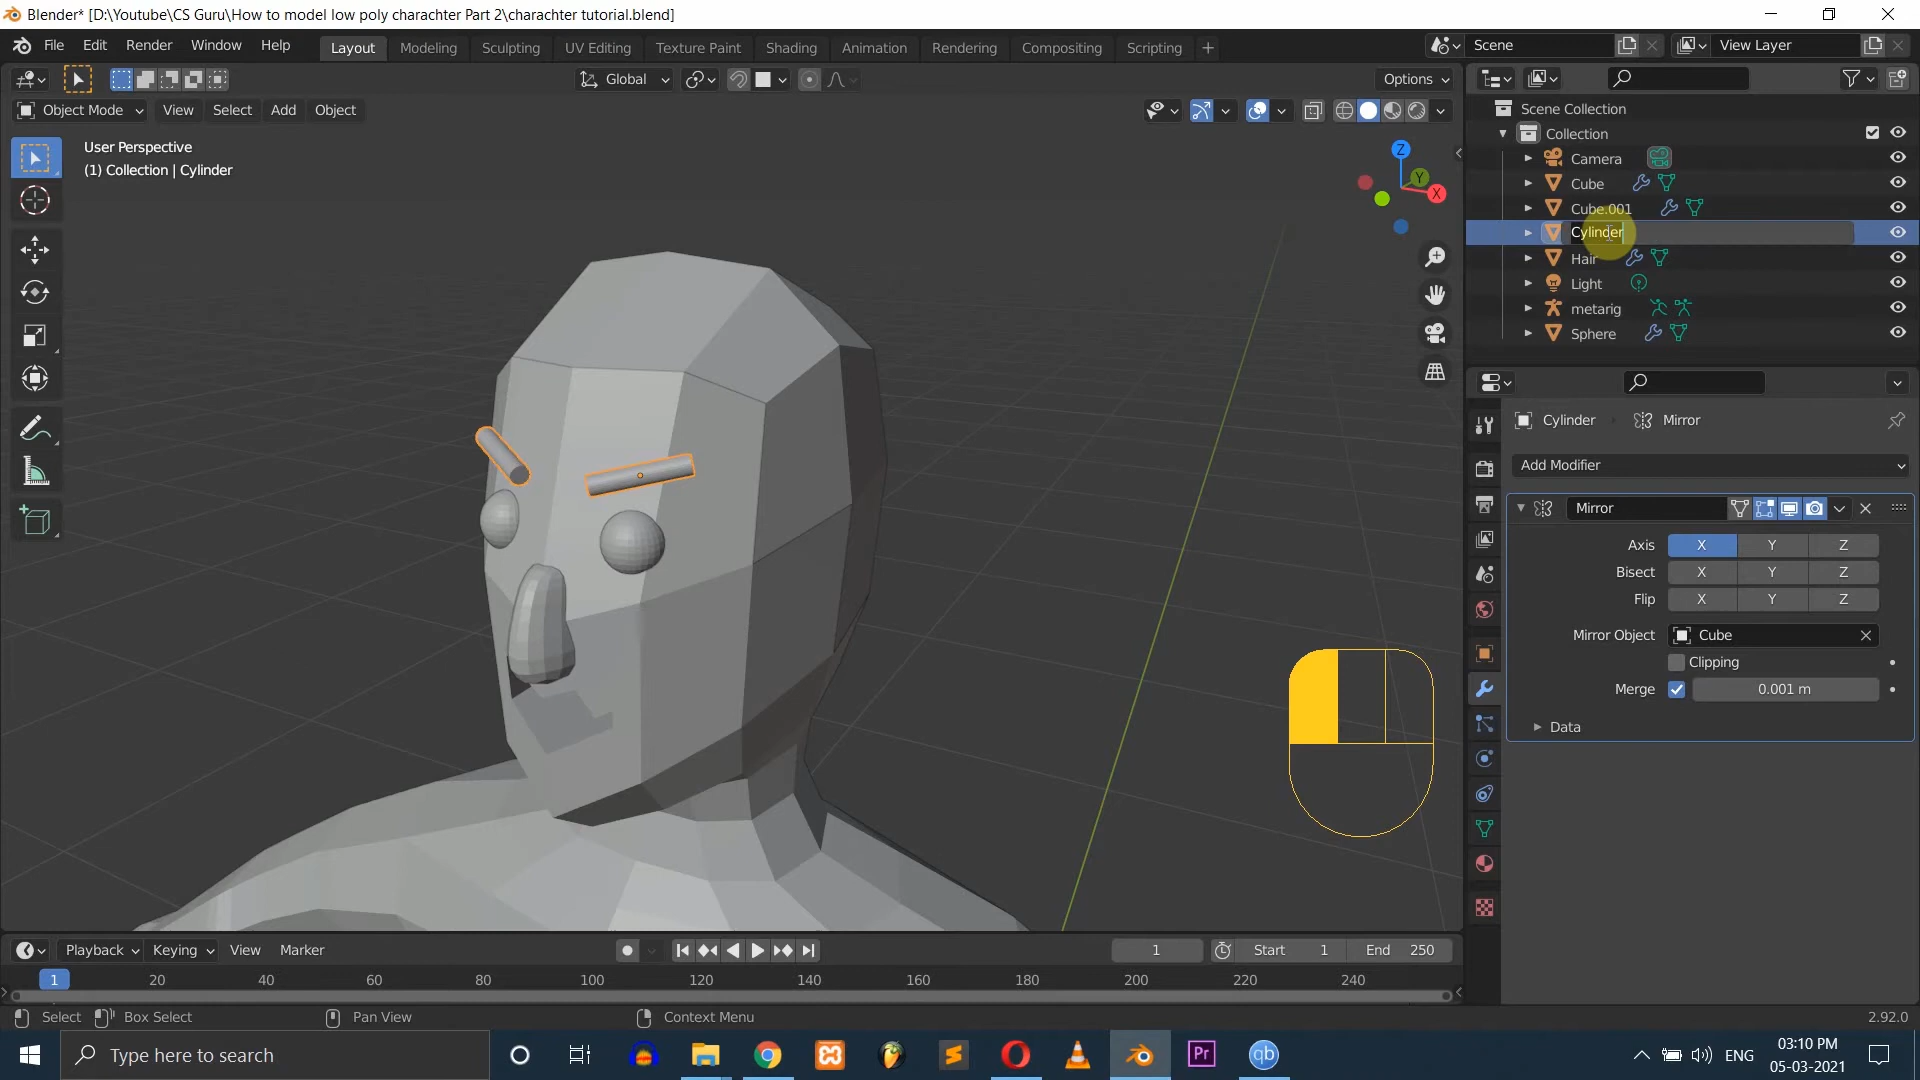 Blender* [D:\Youtube\CS Guru\How to model low poly charachter Part 2\charachter tutorial.blend]
File Edit Render Window Help Layout Modeling Sculpting UV Editing Texture Paint Shading Animation Rendering Compositing Scripting + Scene View Layer
Global Options
Object Mode View Select Add Object
User Perspective
(1) Collection | Cylinder
Z
Y
X
Scene Collection
Collection
Camera
Cube
Cube.001
Cylinder
Hair
Light
metarig
Sphere
Cylinder Mirror
Add Modifier
Mirror
Axis X Y Z
Bisect X Y Z
Flip X Y Z
Mirror Object Cube
Clipping
Merge 0.001 m
Data
Playback Keying View Marker 1 Start 1 End 250
1 20 40 60 80 100 120 140 160 180 200 220 240
Select Box Select Pan View Context Menu 2.92.0
Type here to search Pr qb ENG 03:10 PM
05-03-2021